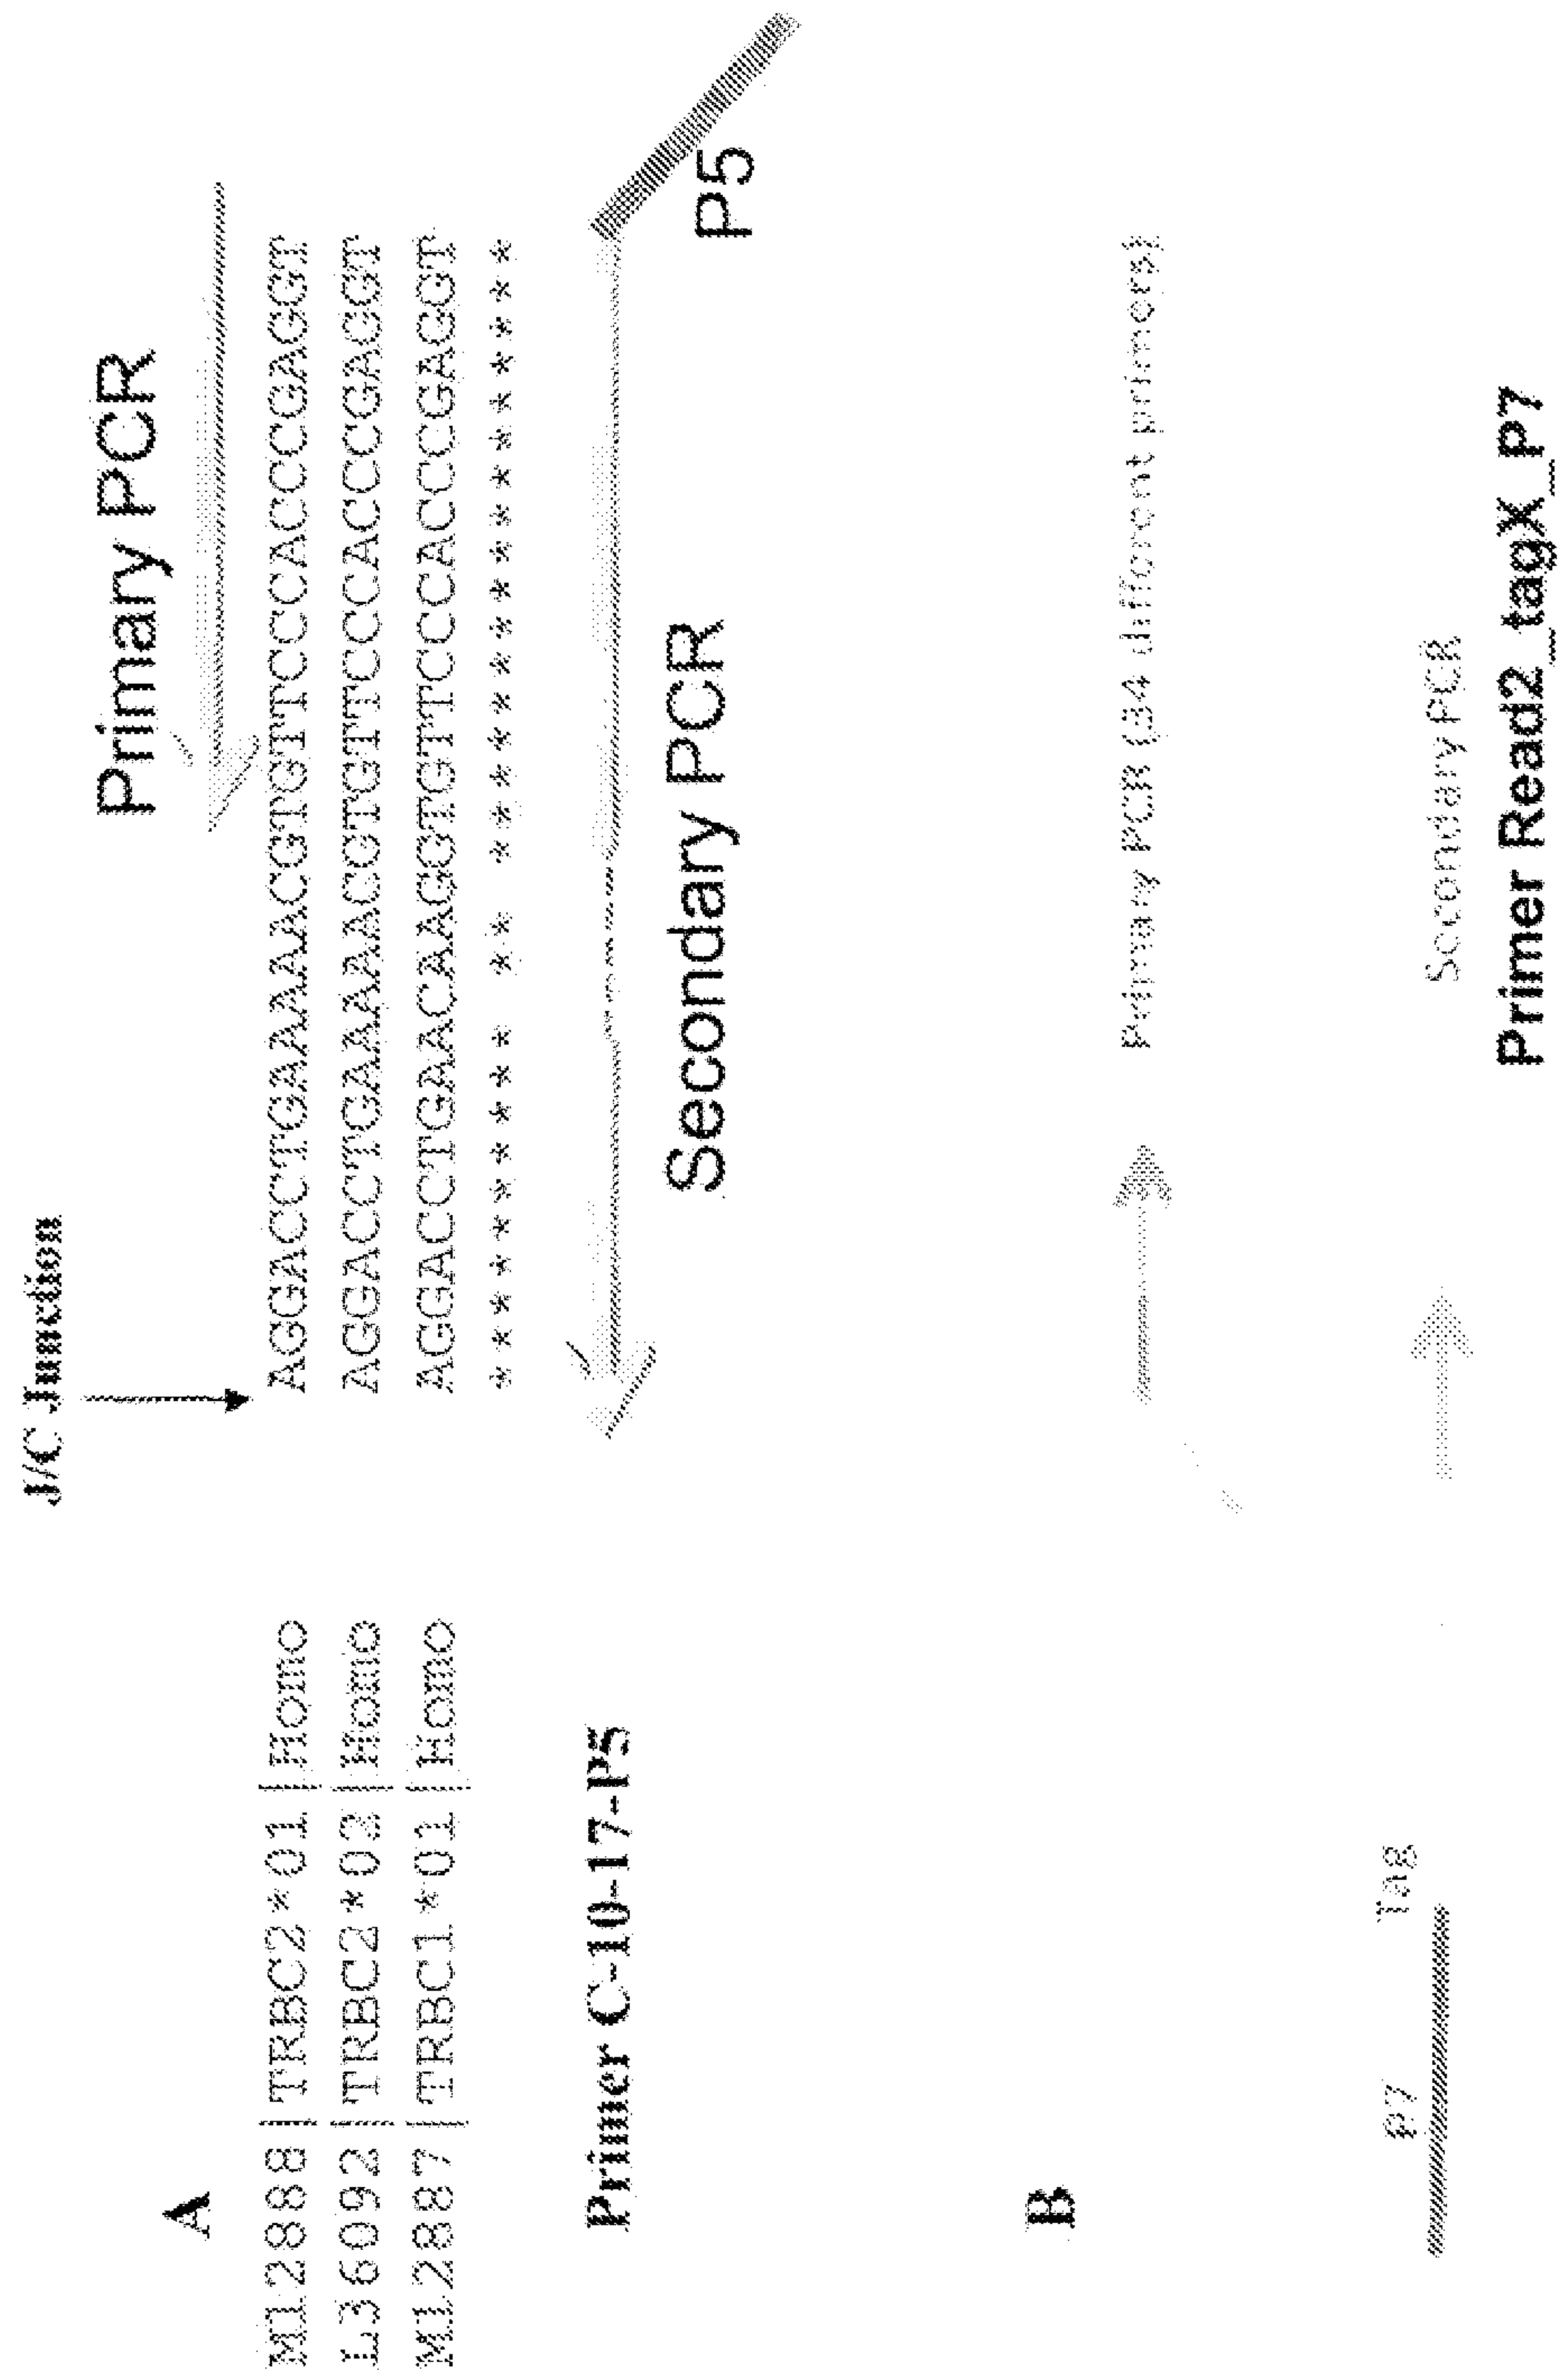 J/C Junction
Primary PCR
A
M12888|TRBC2*01|Homo AGGACCTGAAAAACGTGTTCCCACCCGAGGT
L36092|TRBC2*02|Homo AGGACCTGAAAAACGTGTTCCCACCCGAGGT
M12887|TRBC1*01|Homo AGGACCTGAACAAGGTGTTCCCACCCGAGGT
********** ** *****************
Primer C-10-17-P5
Secondary PCR
P5
B
Primary PCR (34 different primers)
P7 Tag
Secondary PCR
Primer Read2_tagX_P7